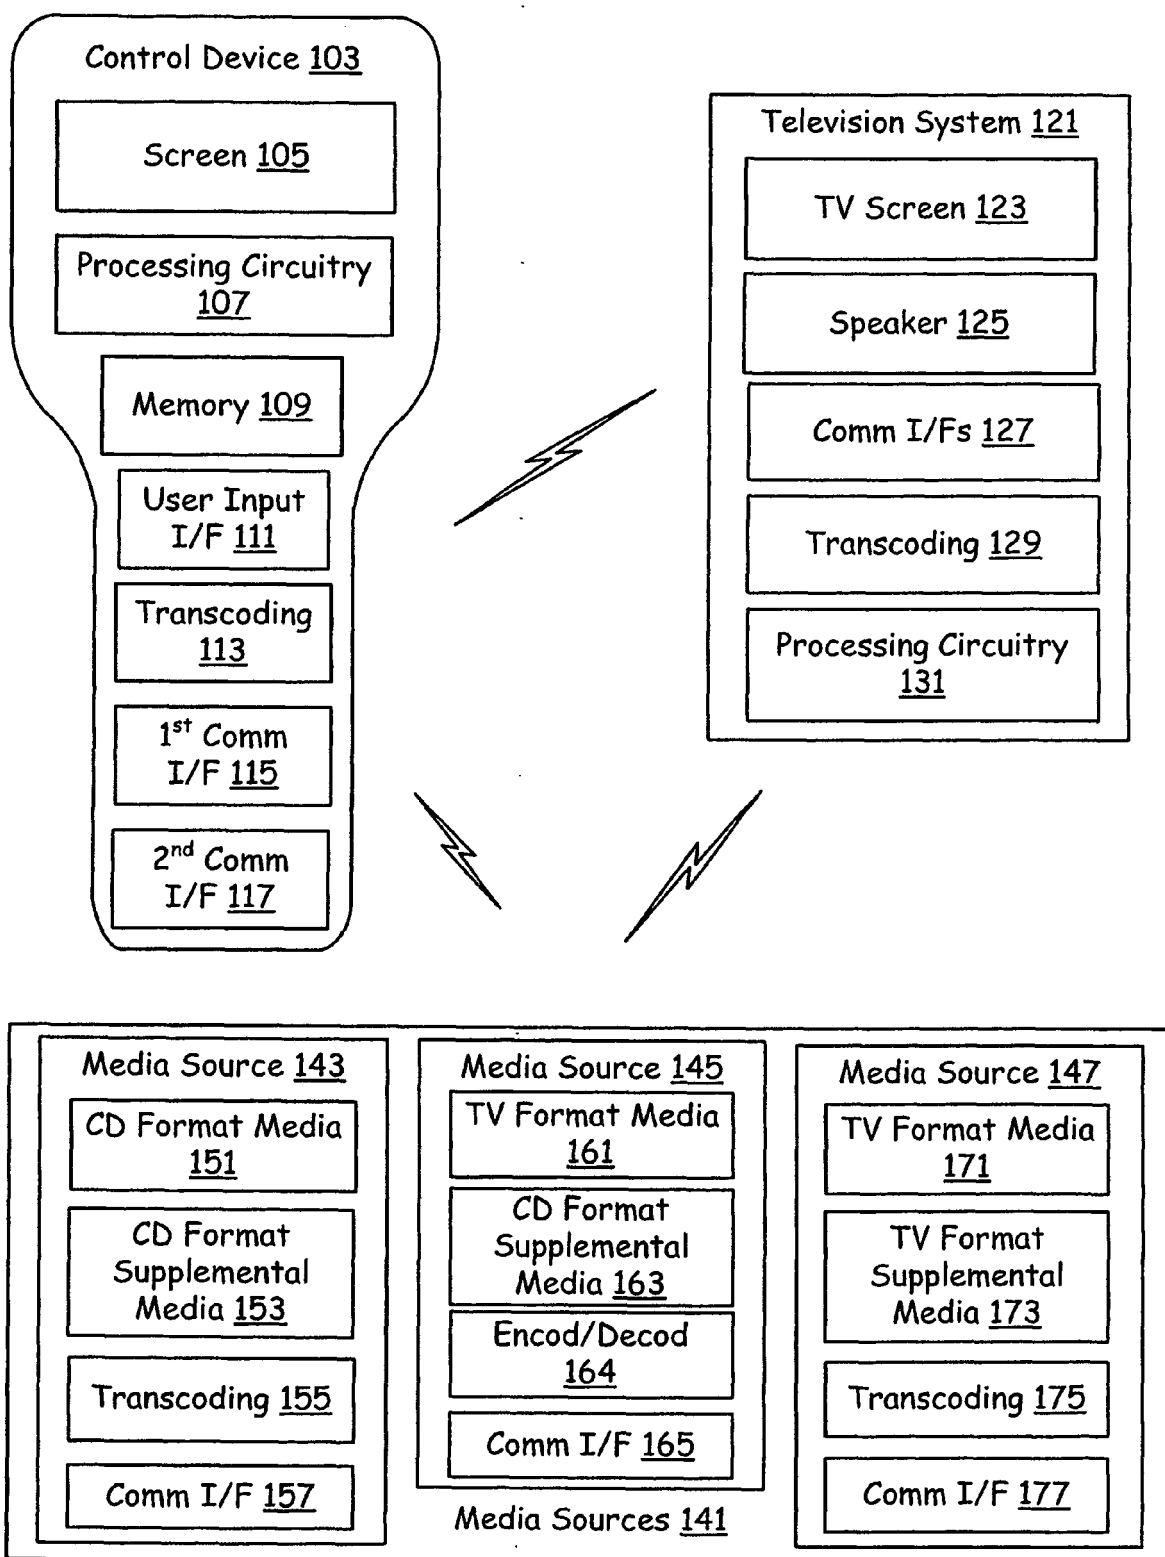 Control Device 103
Screen 105
Processing Circuitry
107
Memory 109
User Input
I/F 111
Transcoding
113
1st Comm
I/F 115
2nd Comm
I/F 117
Television System 121
TV Screen 123
Speaker 125
Comm I/Fs 127
Transcoding 129
Processing Circuitry
131
Media Source 143
CD Format Media
151
CD Format
Supplemental
Media 153
Transcoding 155
Comm I/F 157
Media Source 145
TV Format Media
161
CD Format
Supplemental
Media 163
Encod/Decod
164
Comm I/F 165
Media Source 147
TV Format Media
171
TV Format
Supplemental
Media 173
Transcoding 175
Comm I/F 177
Media Sources 141